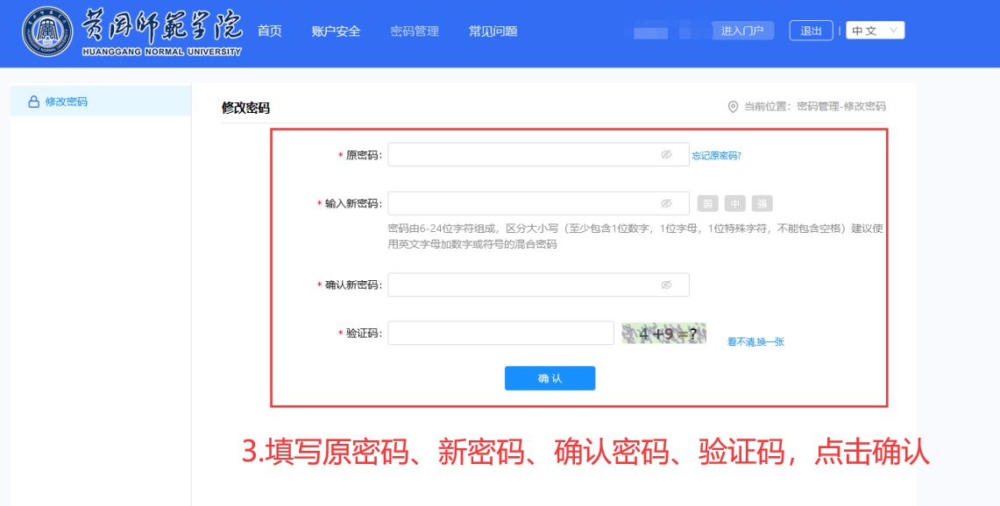 黄冈师范学院
HUANGGANG NORMAL UNIVERSITY
首页 账户安全 密码管理 常见问题 进入门户 退出 | 中文
修改密码
修改密码
当前位置：密码管理-修改密码
* 原密码： 忘记原密码?
* 输入新密码： 弱 中 强
密码由6-24位字符组成，区分大小写（至少包含1位数字，1位字母，1位特殊字符，不能包含空格）建议使
用英文字母加数字或符号的混合密码
* 确认新密码：
* 验证码： 4+9=? 看不清,换一张
确 认
3.填写原密码、新密码、确认密码、验证码，点击确认